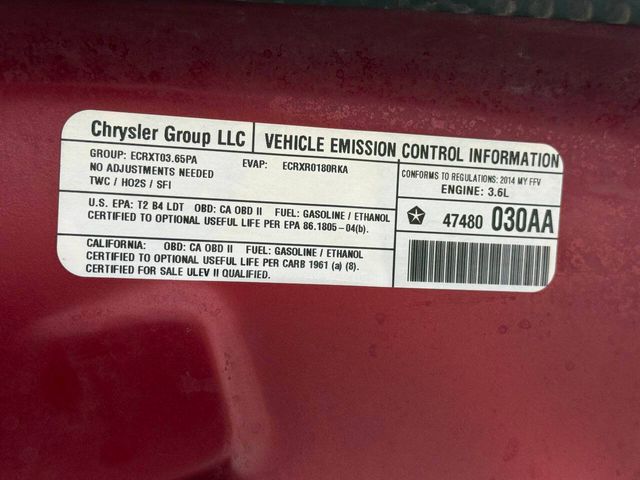 Chrysler Group LLC
VEHICLE EMISSION CONTROL INFORMATION
GROUP: ECRXT03.65PA
EVAP: ECRXR0180RKA
NO ADJUSTMENTS NEEDED
TWC / HO2S / SFI
CONFORMS TO REGULATIONS: 2014 MY FFV
ENGINE: 3.6L
U.S. EPA: T2 B4 LDT OBD: CA OBD II FUEL: GASOLINE / ETHANOL
CERTIFIED TO OPTIONAL USEFUL LIFE PER EPA 86.1805-04(b).
47480 030AA
CALIFORNIA: OBD: CA OBD II FUEL: GASOLINE / ETHANOL
CERTIFIED TO OPTIONAL USEFUL LIFE PER CARB 1961 (a) (8).
CERTIFIED FOR SALE ULEV II QUALIFIED.